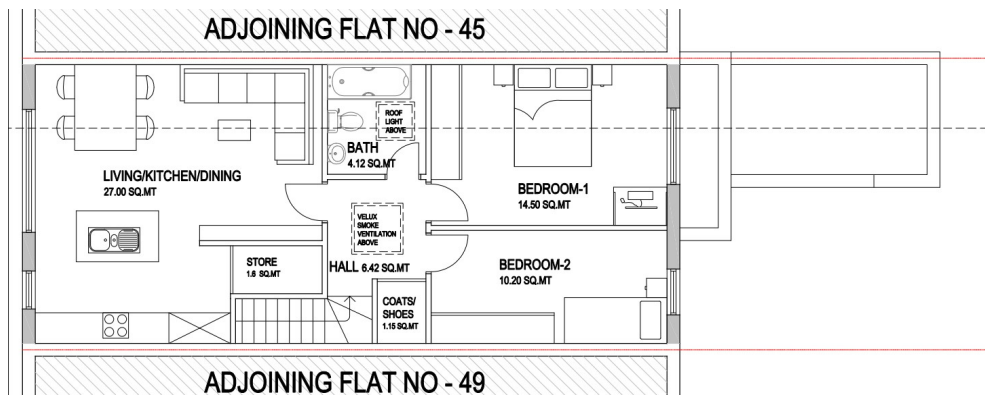 ADJOINING FLAT NO - 45
ROOF
LIGHT
ABOVE
BATH
4.12 SQ.MT
LIVING/KITCHEN/DINING
27.00 SQ.MT
BEDROOM-1
14.50 SQ.MT
VELUX
SMOKE
VENTILATION
ABOVE
STORE
1.6 SQ.MT
HALL 6.42 SQ.MT
BEDROOM-2
10.20 SQ.MT
COATS/
SHOES
1.15 SQ.MT
ADJOINING FLAT NO - 49